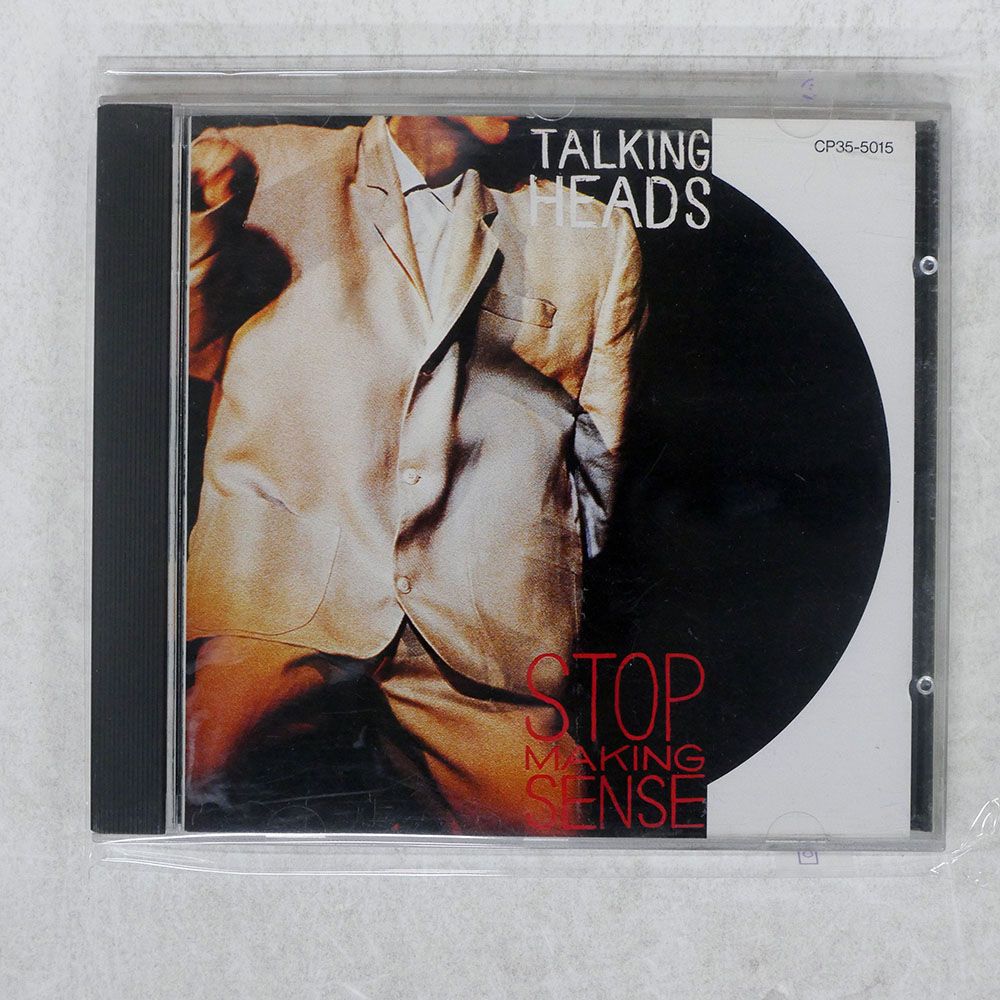 TALKING
HEADS
CP35-5015
STOP
MAKING
SENSE